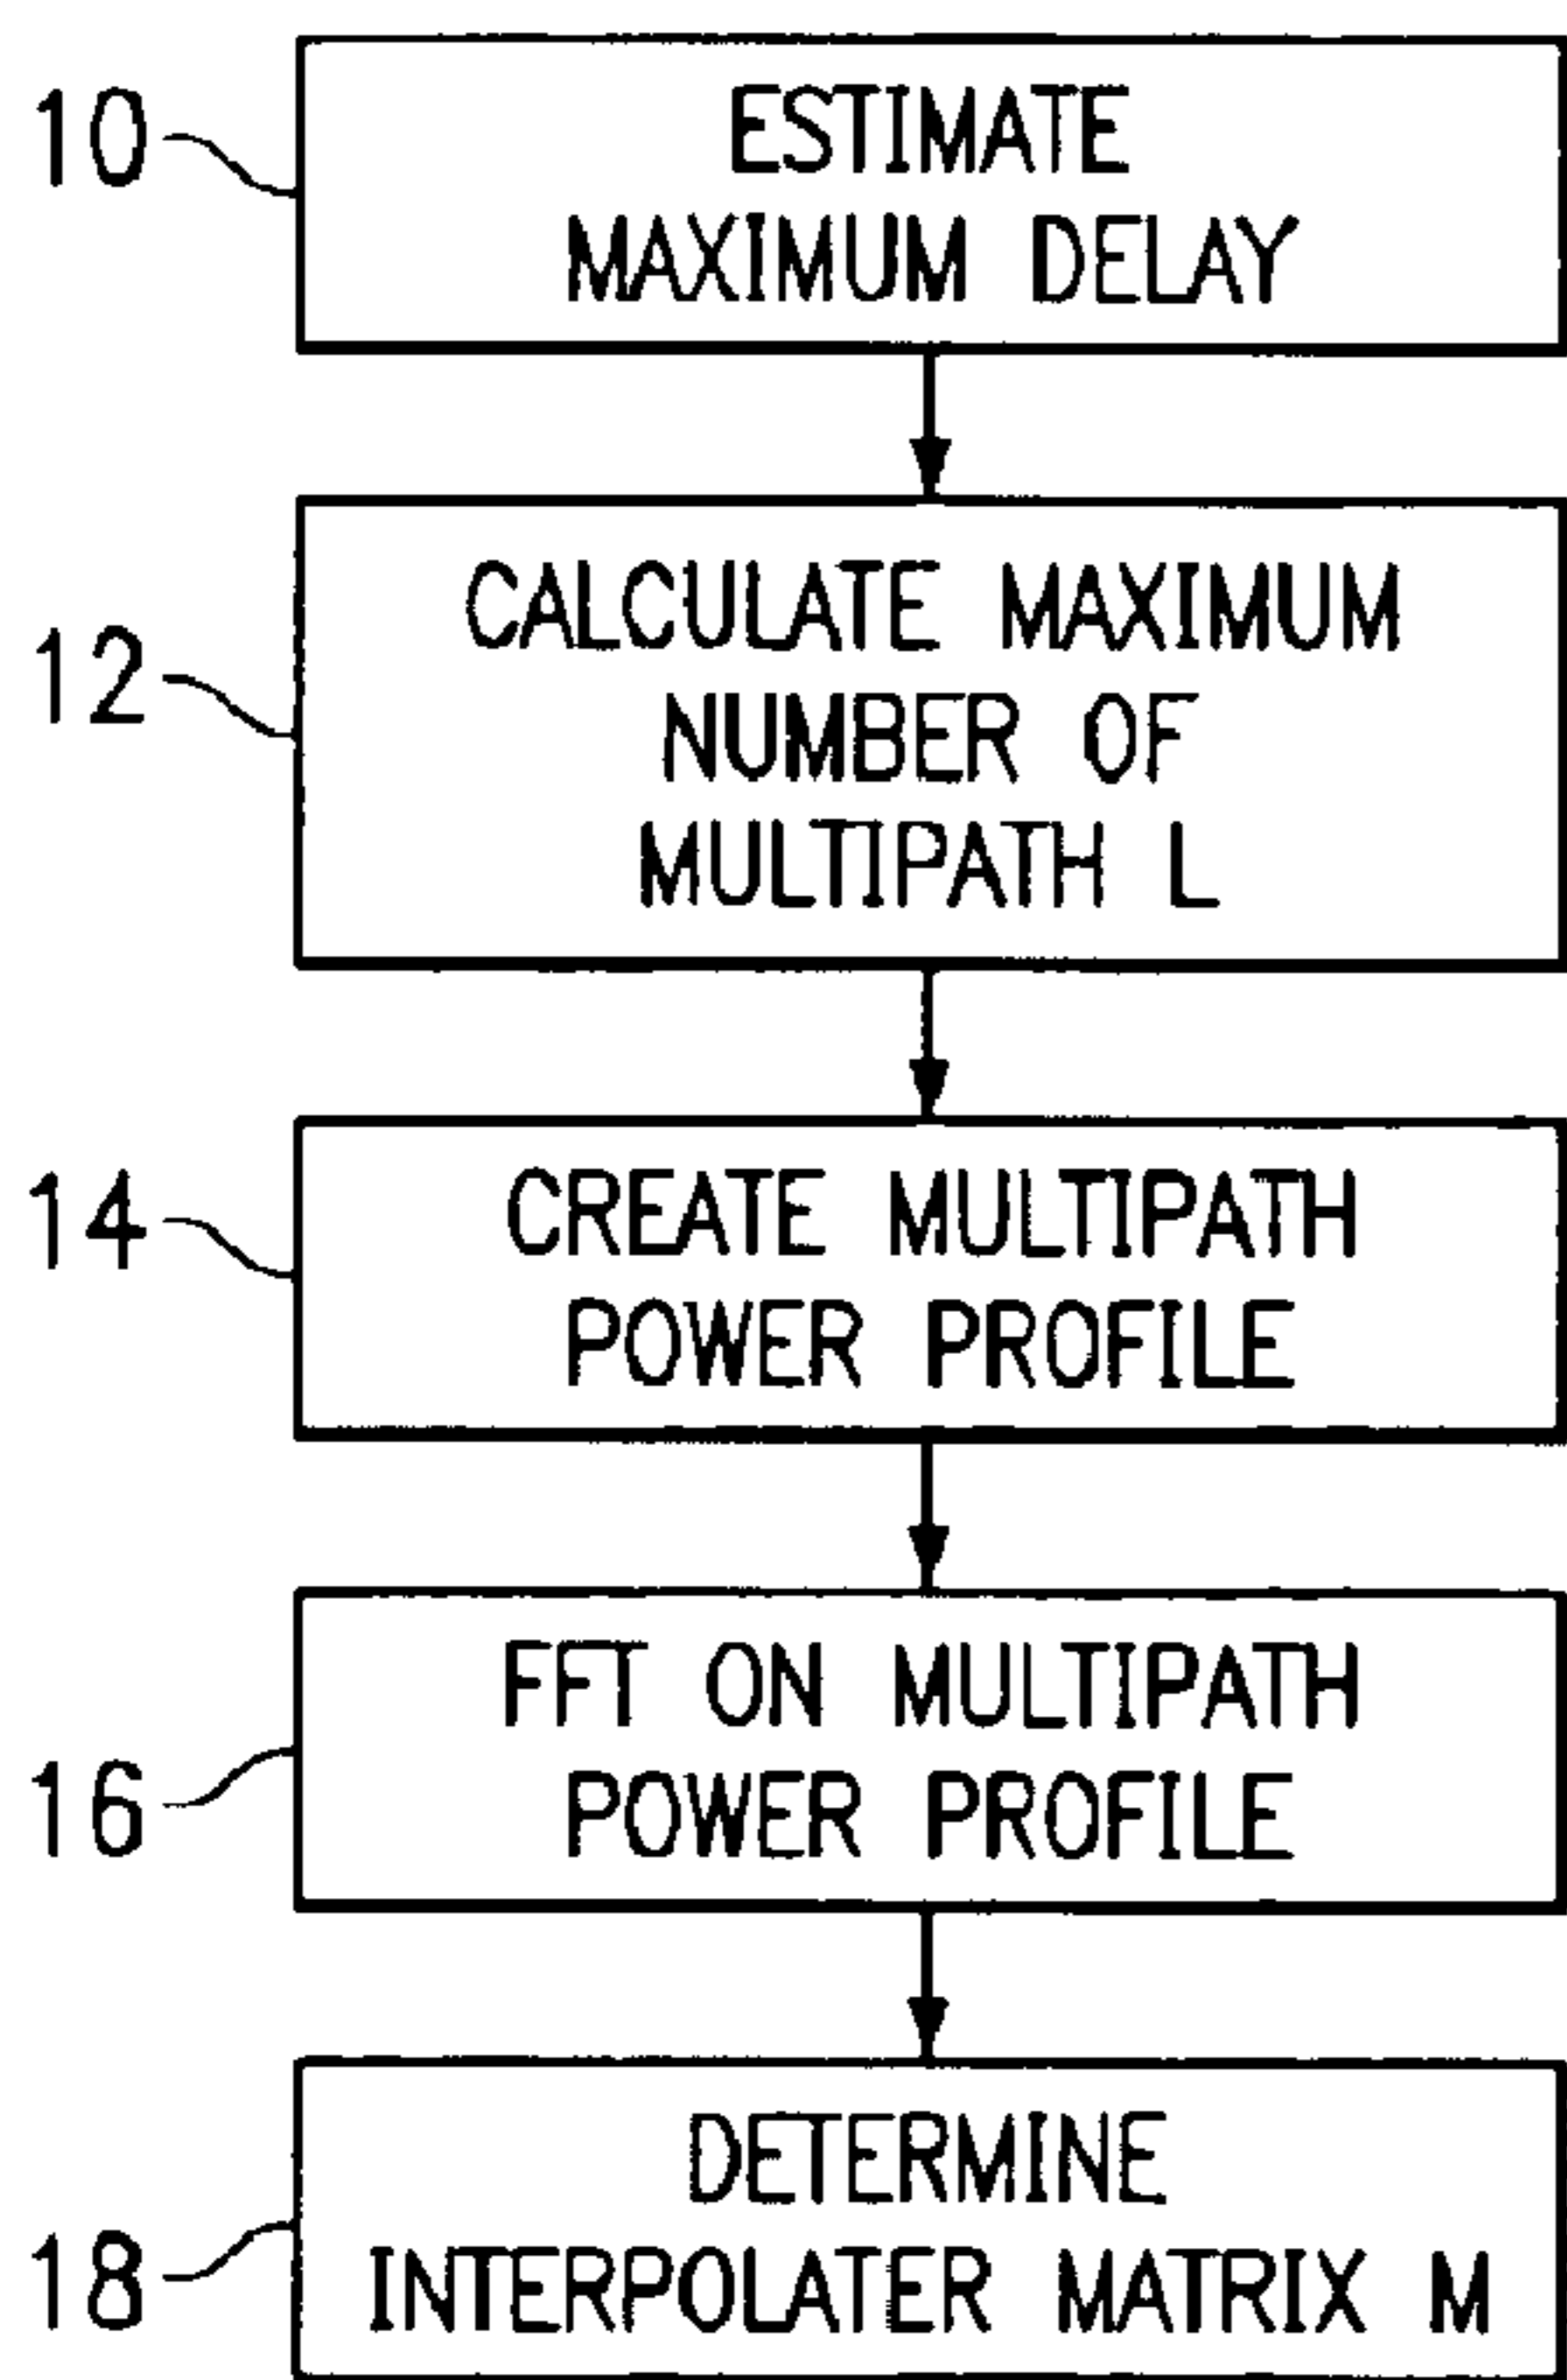 10
ESTIMATE
MAXIMUM DELAY
12
CALCULATE MAXIMUM
NUMBER OF
MULTIPATH L
14
CREATE MULTIPATH
POWER PROFILE
16
FFT ON MULTIPATH
POWER PROFILE
18
DETERMINE
INTERPOLATER MATRIX M